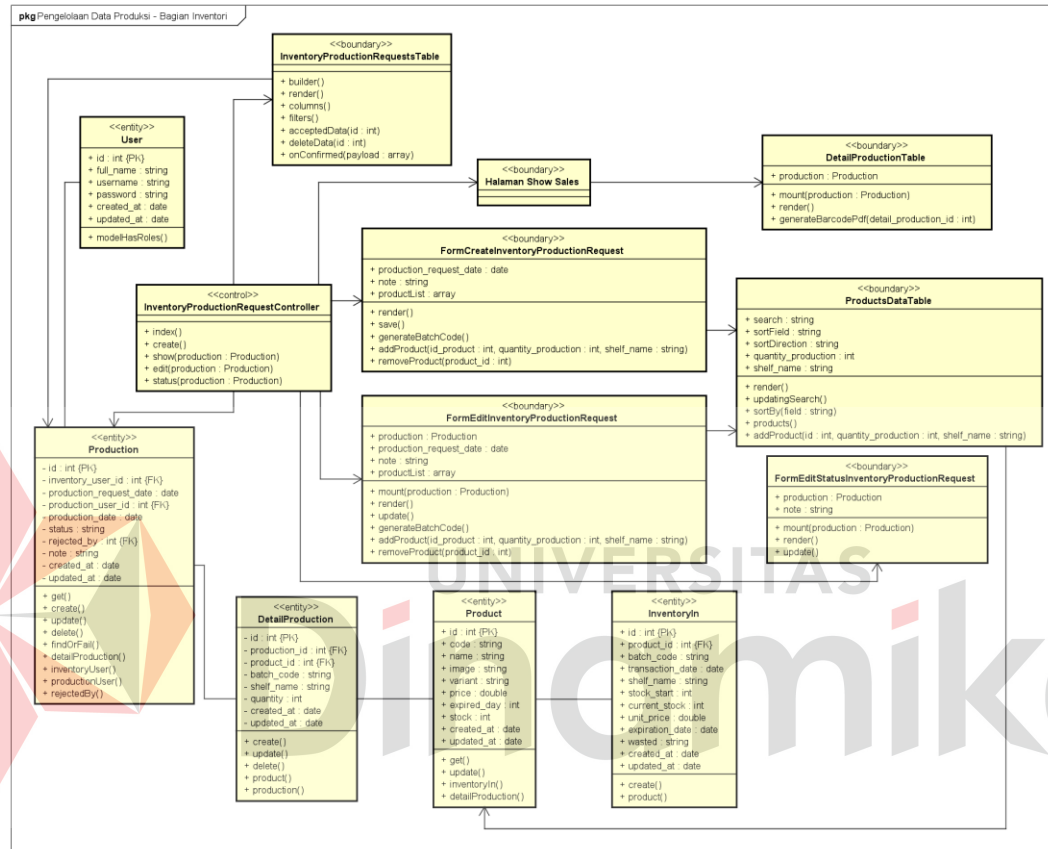 pkg Pengelolaan Data Produksi - Bagian Inventori
<<boundary>>
InventoryProductionRequestsTable
+ builder()
+ render()
+ columns()
+ filters()
+ acceptedData(id : int)
+ deleteData(id : int)
+ onConfirmed(payload : array)
<<entity>>
User
+ id : int {PK}
+ full_name : string
+ username : string
+ password : string
+ created_at : date
+ updated_at : date
+ modelHasRoles()
<<boundary>>
Halaman Show Sales
<<boundary>>
DetailProductionTable
+ production : Production
+ mount(production : Production)
+ render()
+ generateBarcodePdf(detail_production_id : int)
<<boundary>>
FormCreateInventoryProductionRequest
+ production_request_date : date
+ note : string
+ productList : array
+ render()
+ save()
+ generateBatchCode()
+ addProduct(id_product : int, quantity_production : int, shelf_name : string)
+ removeProduct(product_id : int)
<<control>>
InventoryProductionRequestController
+ index()
+ create()
+ show(production : Production)
+ edit(production : Production)
+ status(production : Production)
<<boundary>>
ProductsDataTable
+ search : string
+ sortField : string
+ sortDirection : string
+ quantity_production : int
+ shelf_name : string
+ render()
+ updatingSearch()
+ sortBy(field : string)
+ products()
+ addProduct(id : int, quantity_production : int, shelf_name : string)
<<boundary>>
FormEditInventoryProductionRequest
+ production : Production
+ production_request_date : date
+ note : string
+ productList : array
+ mount(production : Production)
+ render()
+ update()
+ generateBatchCode()
+ addProduct(id_product : int, quantity_production : int, shelf_name : string)
+ removeProduct(product_id : int)
<<boundary>>
FormEditStatusInventoryProductionRequest
+ production : Production
+ note : string
+ mount(production : Production)
+ render()
+ update()
<<entity>>
Production
- id : int {PK}
- inventory_user_id : int {FK}
- production_request_date : date
- production_user_id : int {FK}
- production_date : date
- status : string
- rejected_by : int {FK}
- note : string
- created_at : date
- updated_at : date
+ get()
+ create()
+ update()
+ delete()
+ findOrFail()
+ detailProduction()
+ inventoryUser()
+ productionUser()
+ rejectedBy()
<<entity>>
DetailProduction
- id : int {PK}
- production_id : int {FK}
- product_id : int {FK}
- batch_code : string
- shelf_name : string
- quantity : int
- created_at : date
- updated_at : date
+ create()
+ update()
+ delete()
+ product()
+ production()
<<entity>>
Product
+ id : int {PK}
+ code : string
+ name : string
+ image : string
+ variant : string
+ price : double
+ expired_day : int
+ stock : int
+ created_at : date
+ updated_at : date
+ get()
+ update()
+ inventoryIn()
+ detailProduction()
<<entity>>
InventoryIn
+ id : int {PK}
+ product_id : int {FK}
+ batch_code : string
+ transaction_date : date
+ shelf_name : string
+ stock_start : int
+ current_stock : int
+ unit_price : double
+ expiration_date : date
+ wasted : string
+ created_at : date
+ updated_at : date
+ create()
+ product()
UNIVERSITAS
Dinamika